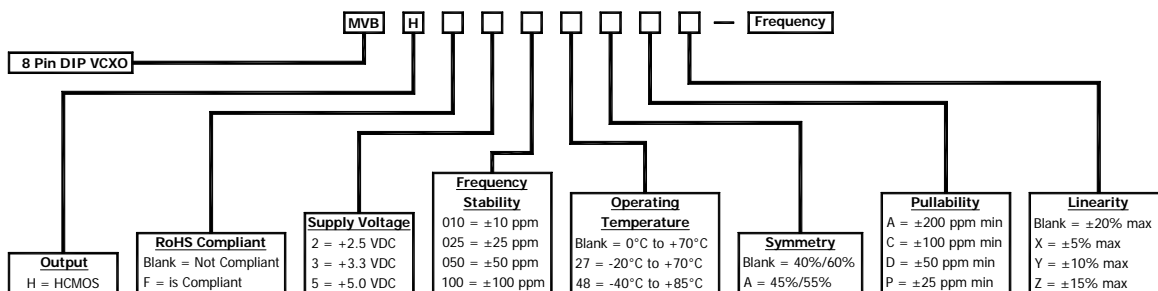 MVB H — Frequency
8 Pin DIP VCXO
Output
H = HCMOS
RoHS Compliant
Blank = Not Compliant
F = is Compliant
Supply Voltage
2 = +2.5 VDC
3 = +3.3 VDC
5 = +5.0 VDC
Frequency
Stability
010 = ±10 ppm
025 = ±25 ppm
050 = ±50 ppm
100 = ±100 ppm
Operating
Temperature
Blank = 0°C to +70°C
27 = -20°C to +70°C
48 = -40°C to +85°C
Symmetry
Blank = 40%/60%
A = 45%/55%
Pullability
A = ±200 ppm min
C = ±100 ppm min
D = ±50 ppm min
P = ±25 ppm min
Linearity
Blank = ±20% max
X = ±5% max
Y = ±10% max
Z = ±15% max